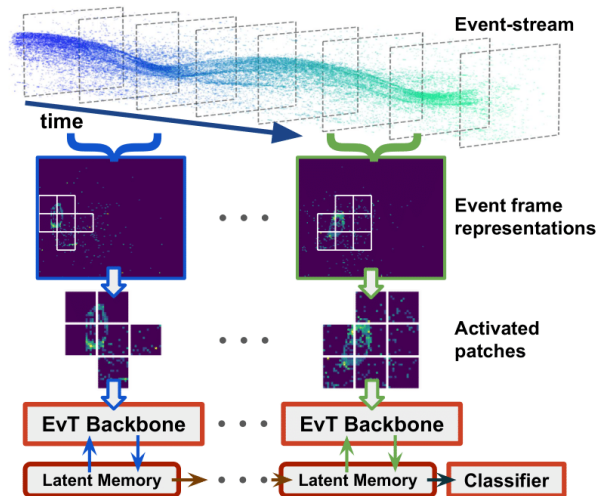 Event-stream
time
Event frame
representations
Activated
patches
EvT Backbone
EvT Backbone
Latent Memory
Latent Memory
Classifier